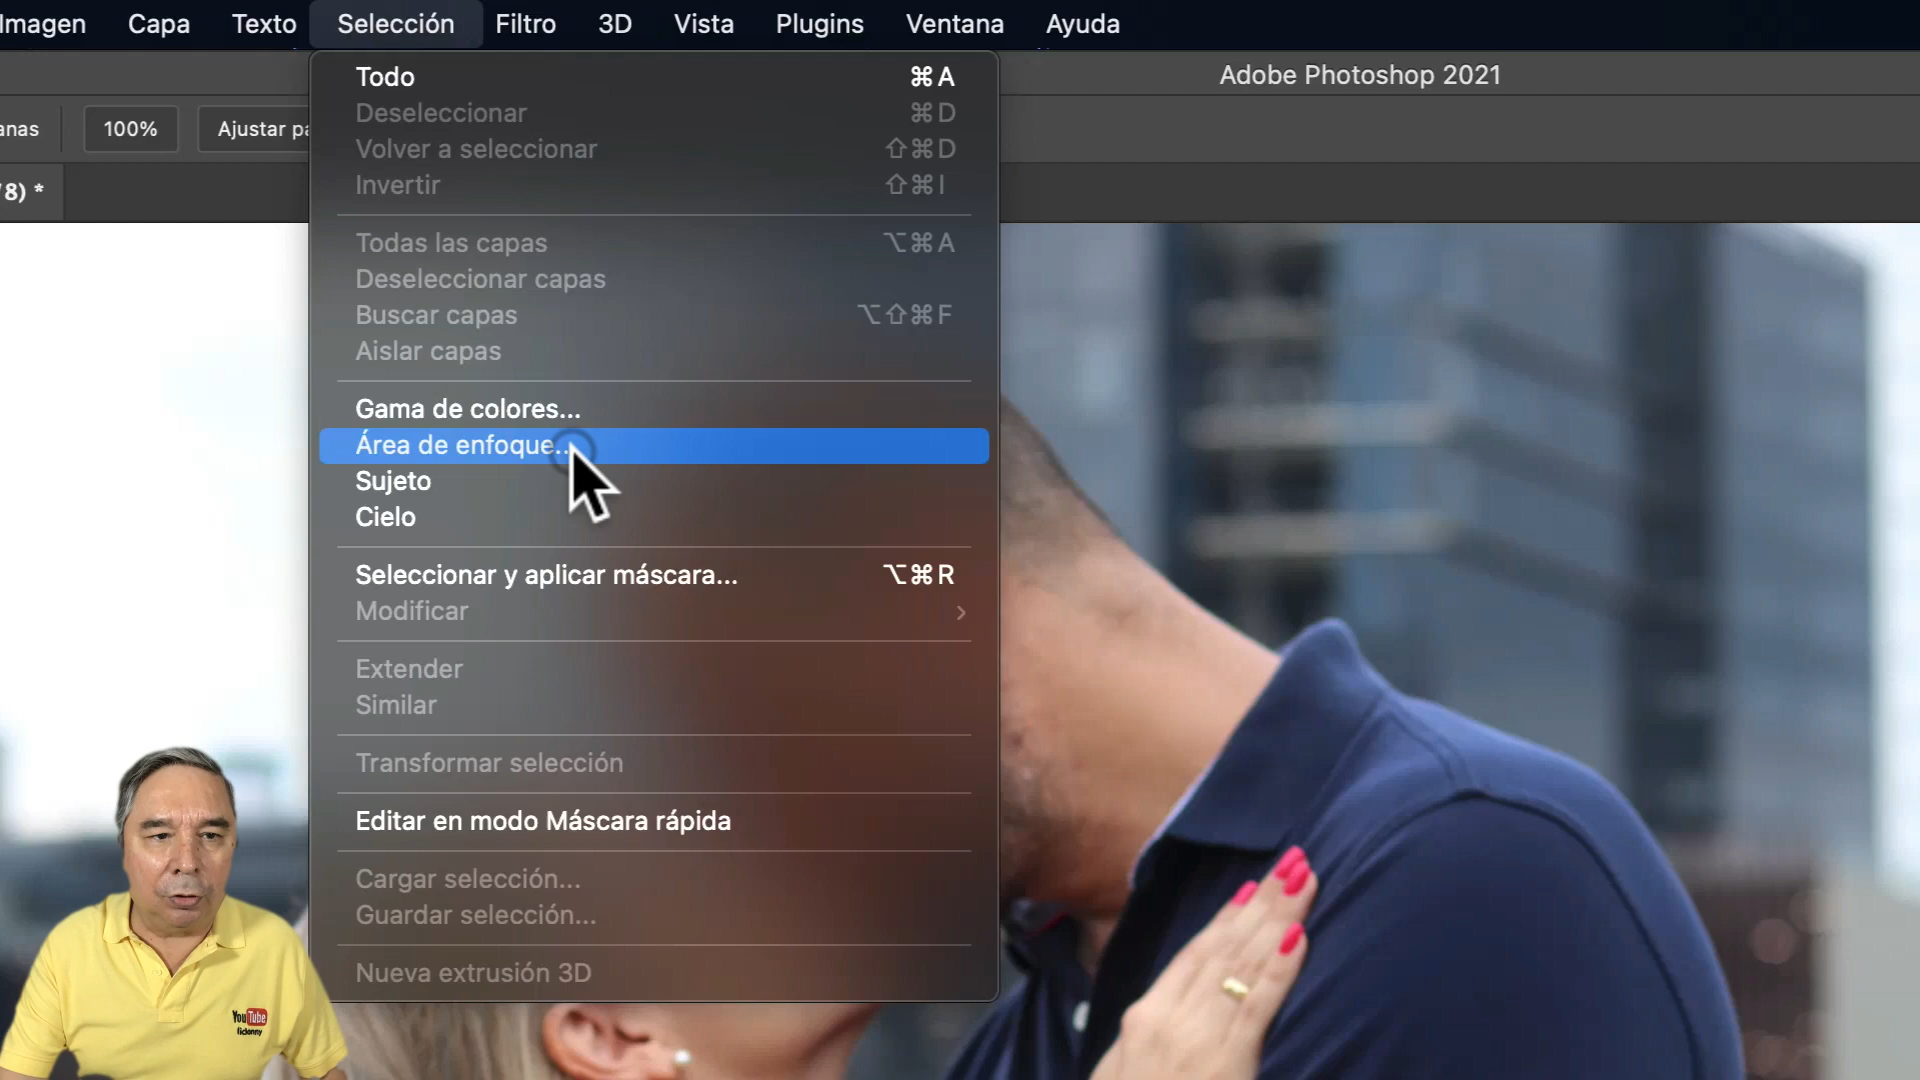 Imagen Capa Texto Selección Filtro 3D Vista Plugins Ventana Ayuda
Adobe Photoshop 2021
anas 100% Ajustar pa
78) *
Todo ⌘A
Deseleccionar ⌘D
Volver a seleccionar ⇧⌘D
Invertir ⇧⌘I
Todas las capas ⌥⌘A
Deseleccionar capas
Buscar capas ⌥⇧⌘F
Aislar capas
Gama de colores...
Área de enfoque...
Sujeto
Cielo
Seleccionar y aplicar máscara... ⌥⌘R
Modificar >
Extender
Similar
Transformar selección
Editar en modo Máscara rápida
Cargar selección...
Guardar selección...
Nueva extrusión 3D
YouTube